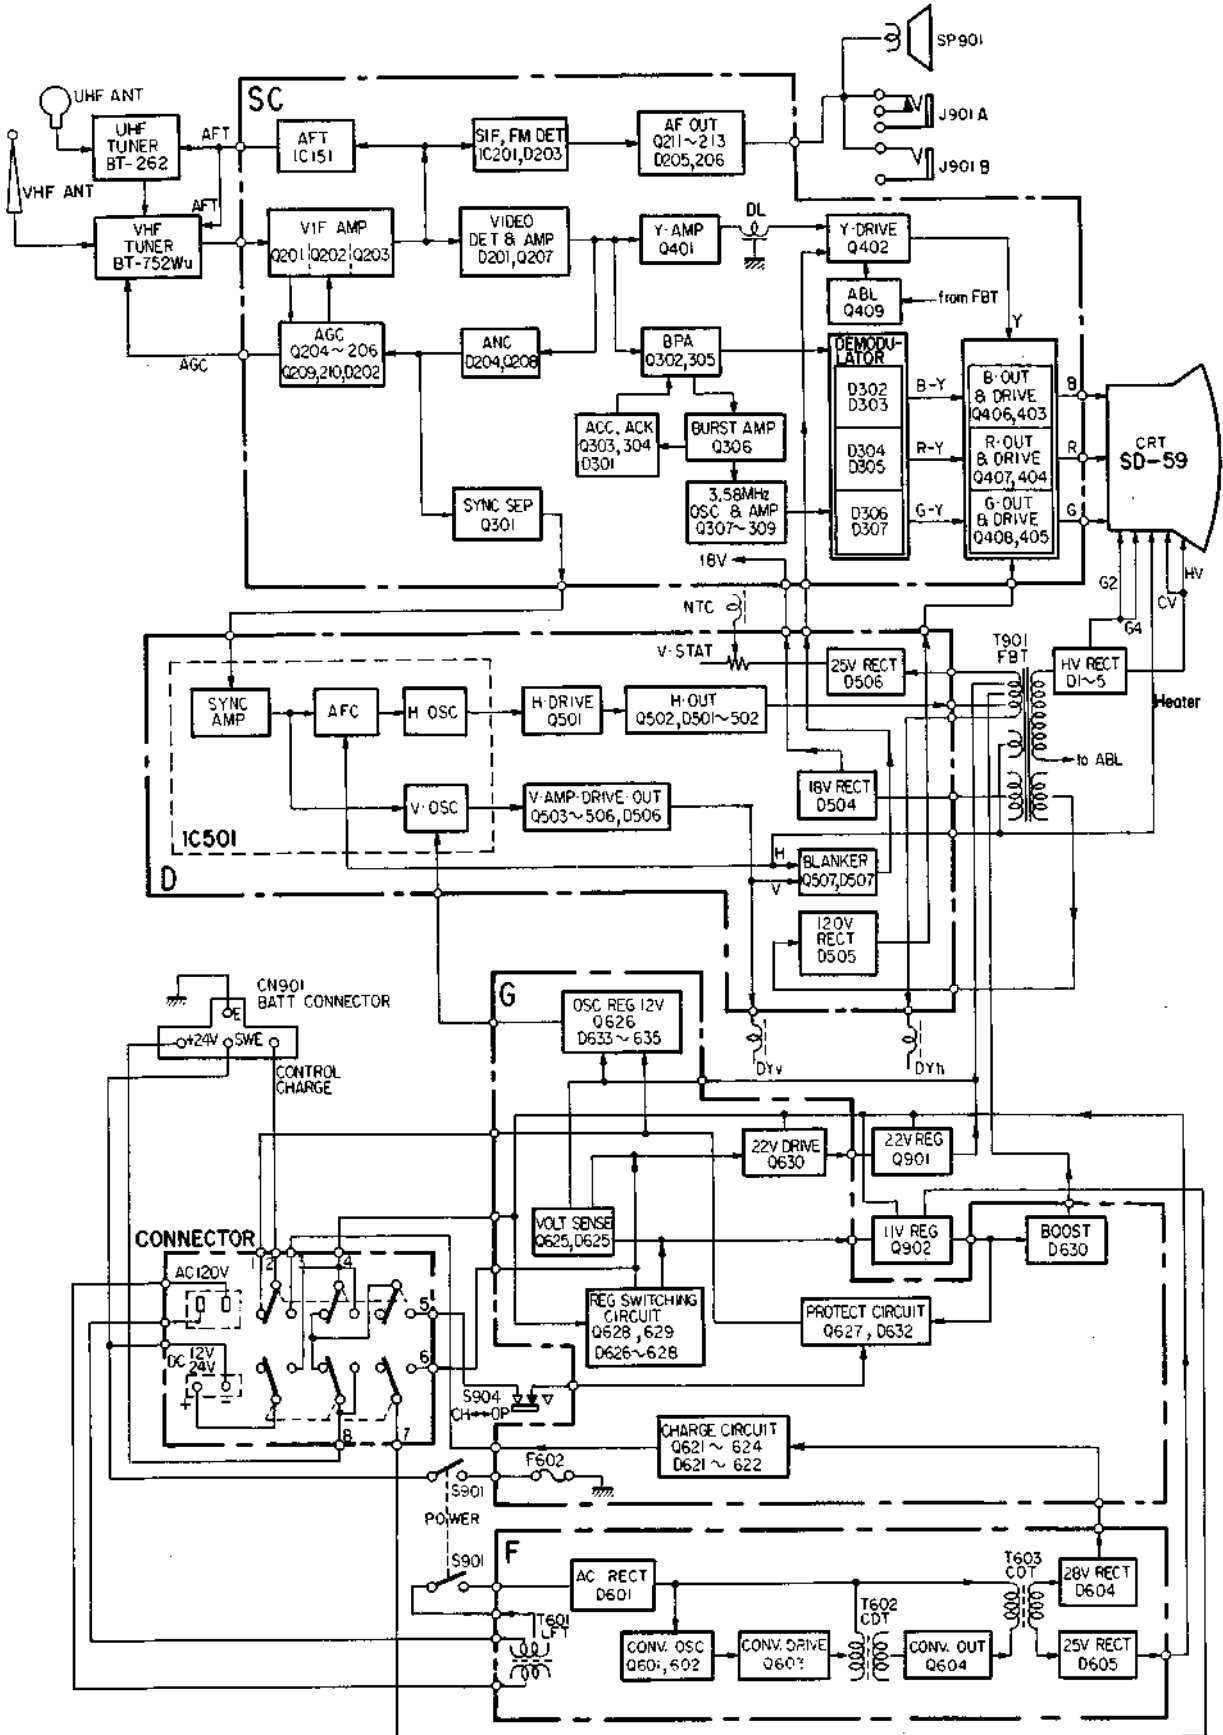 SP901
UHF ANT
SC
J901A
UHF
TUNER
BT-262
AFT
AFT
IC151
SIF, FM DET
IC201,D203
AF OUT
Q211~213
D205,206
J901B
VHF ANT
AFT
VHF
TUNER
BT-752Wu
VIF AMP
Q201 Q202 Q203
VIDEO
DET & AMP
D201,Q207
Y-AMP
Q401
DL
Y-DRIVE
Q402
ABL
Q409
from FBT
Y
AGC
AGC
Q204~206
Q209,210,D202
ANC
D204,Q208
BPA
Q302,305
DEMODU-
LATOR
D302
D303
B-Y
B·OUT
& DRIVE
Q406,403
B
ACC, ACK
Q303,304
D301
BURST AMP
Q306
D304
D305
R-Y
R·OUT
& DRIVE
Q407,404
R
CRT
SD-59
SYNC SEP
Q301
3.58MHz
OSC & AMP
Q307~309
D306
D307
G-Y
G·OUT
& DRIVE
Q408,405
G
18V
G2
G4
CV
HV
NTC
V-STAT
25V RECT
D506
T901
FBT
HV RECT
D1~5
Heater
SYNC
AMP
AFC
H·OSC
H·DRIVE
Q501
H·OUT
Q502,D501~502
to ABL
18V RECT
D504
V·OSC
V·AMP·DRIVE·OUT
Q503~506,D506
IC501
D
H
V
BLANKER
Q507,D507
120V
RECT
D505
CN901
BATT CONNECTOR
E
+24V
SWE
CONTROL
CHARGE
G
OSC REG 12V
Q626
D633~635
DYv
DYh
22V DRIVE
Q630
22V REG
Q901
VOLT SENSE
Q625,D625
11V REG
Q902
BOOST
D630
CONNECTOR
1 2 3 4
AC120V
5
REG SWITCHING
CIRCUIT
Q628,629
D626~628
PROTECT CIRCUIT
Q627, D632
6
DC 12V
24V
+ -
S904
CH↔OP
8 7
CHARGE CIRCUIT
Q621~624
D621~622
S901
F602
POWER
F
S901
AC RECT
D601
T603
COT
28V RECT
D604
T601
LFT
T602
CDT
CONV. OSC
Q601,602
CONV. DRIVE
Q603
CONV. OUT
Q604
25V RECT
D605